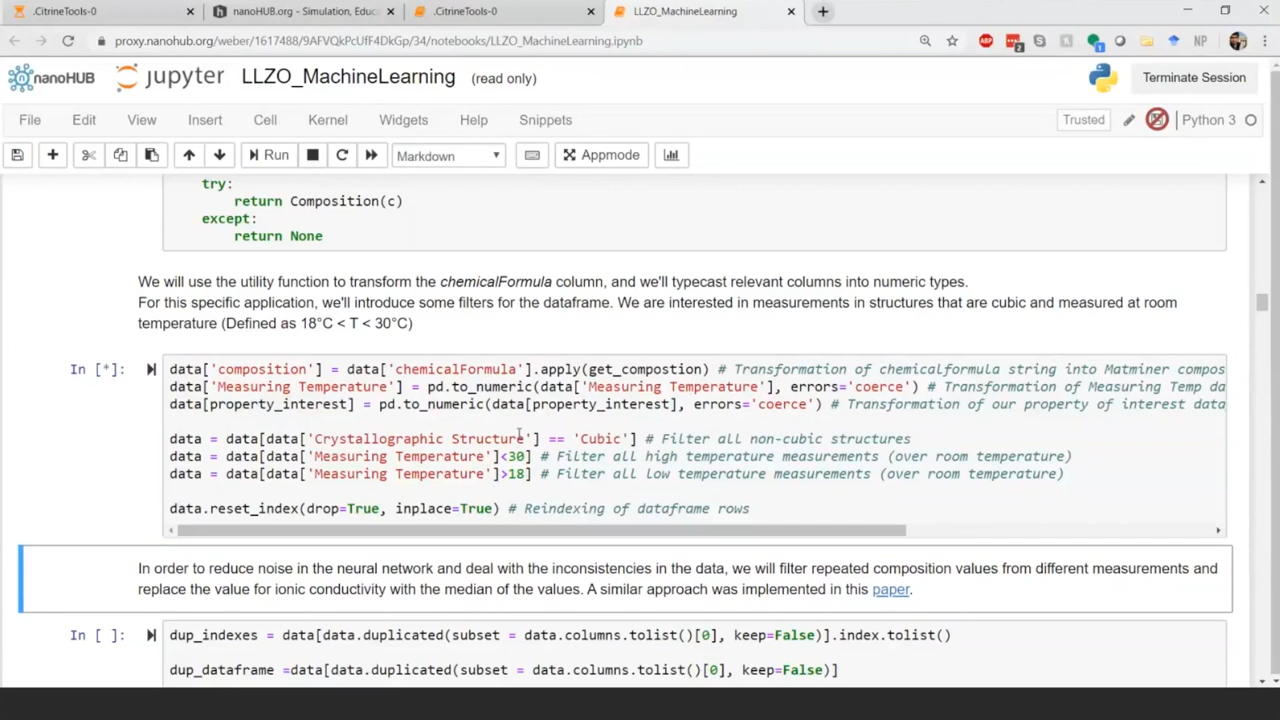 .CitrineTools-0
nanoHUB.org - Simulation, Educ
.CitrineTools-0
LLZO_MachineLearning
proxy.nanohub.org/weber/1617488/9AFVQkPcUfF4DkGp/34/notebooks/LLZO_MachineLearning.ipynb
ABP
2
1
NP
nanoHUB
jupyter
LLZO_MachineLearning
(read only)
Terminate Session
File Edit View Insert Cell Kernel Widgets Help Snippets
Trusted
Python 3
Run
Markdown
Appmode
try:
return Composition(c)
except:
return None
We will use the utility function to transform the chemicalFormula column, and we'll typecast relevant columns into numeric types.
For this specific application, we'll introduce some filters for the dataframe. We are interested in measurements in structures that are cubic and measured at room
temperature (Defined as 18°C < T < 30°C)
In [*]:
data['composition'] = data['chemicalFormula'].apply(get_compostion) # Transformation of chemicalformula string into Matminer compos
data['Measuring Temperature'] = pd.to_numeric(data['Measuring Temperature'], errors='coerce') # Transformation of Measuring Temp da
data[property_interest] = pd.to_numeric(data[property_interest], errors='coerce') # Transformation of our property of interest data
data = data[data['Crystallographic Structure'] == 'Cubic'] # Filter all non-cubic structures
data = data[data['Measuring Temperature']<30] # Filter all high temperature measurements (over room temperature)
data = data[data['Measuring Temperature']>18] # Filter all low temperature measurements (over room temperature)
data.reset_index(drop=True, inplace=True) # Reindexing of dataframe rows
In order to reduce noise in the neural network and deal with the inconsistencies in the data, we will filter repeated composition values from different measurements and
replace the value for ionic conductivity with the median of the values. A similar approach was implemented in this paper.
In [ ]:
dup_indexes = data[data.duplicated(subset = data.columns.tolist()[0], keep=False)].index.tolist()
dup_dataframe =data[data.duplicated(subset = data.columns.tolist()[0], keep=False)]